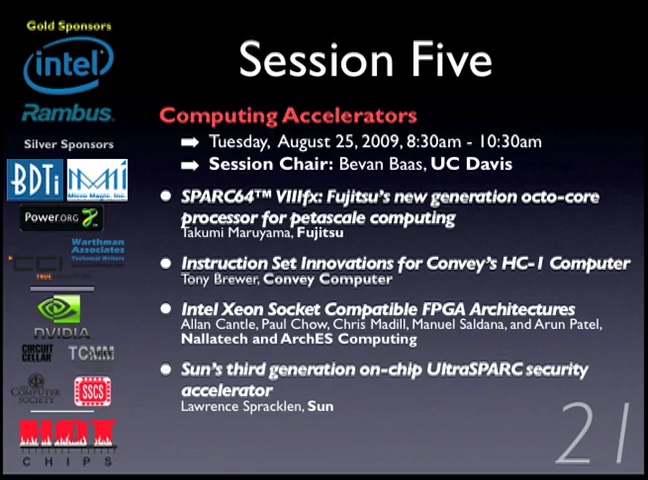 Gold Sponsors
intel
Rambus
Silver Sponsors
BDTi
Micro Magic, Inc.
Power.ORG
Warthman
Associates
Technical Writers
CCI
TRUE
NVIDIA
CIRCUIT
CELLAR
COMPUTER
SOCIETY
SSCS
HOT
CHIPS
Session Five
Computing Accelerators
Tuesday, August 25, 2009, 8:30am - 10:30am
Session Chair: Bevan Baas, UC Davis
SPARC64™ VIIIfx: Fujitsu's new generation octo-core
processor for petascale computing
Takumi Maruyama, Fujitsu
Instruction Set Innovations for Convey's HC-1 Computer
Tony Brewer, Convey Computer
Intel Xeon Socket Compatible FPGA Architectures
Allan Cantle, Paul Chow, Chris Madill, Manuel Saldana, and Arun Patel,
Nallatech and ArchES Computing
Sun's third generation on-chip UltraSPARC security
accelerator
Lawrence Spracklen, Sun
21